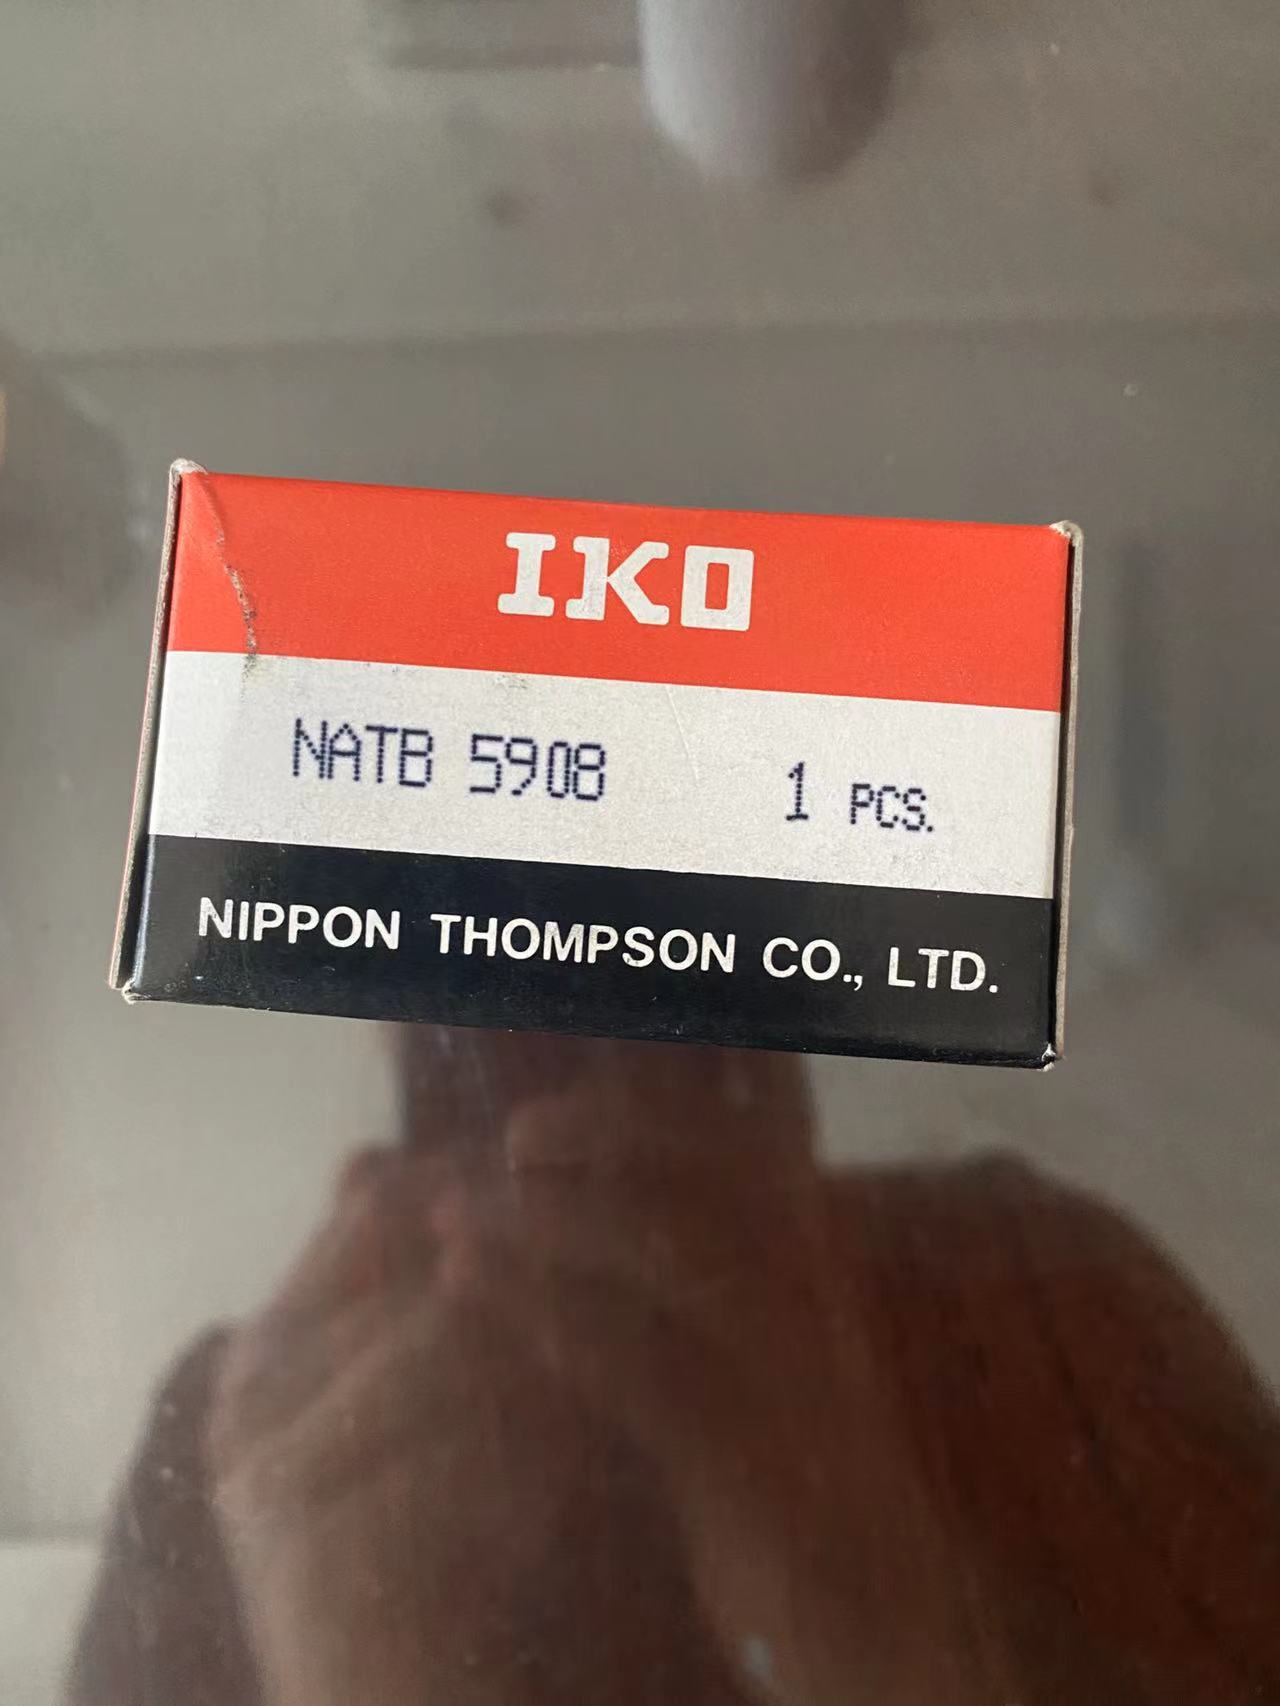 IKO
NATB 5908 1 PCS.
NIPPON THOMPSON CO., LTD.